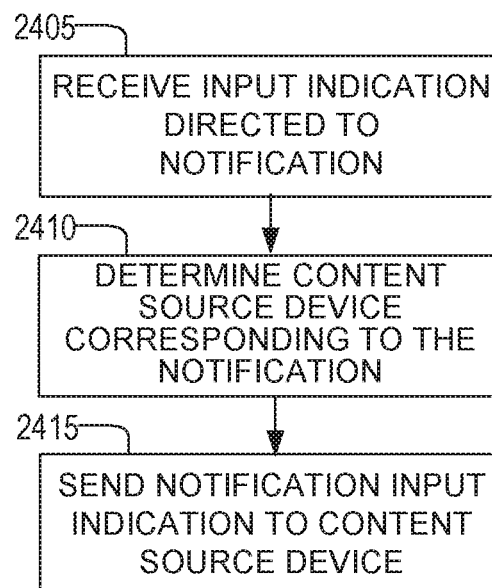 2405
RECEIVE INPUT INDICATION
DIRECTED TO
NOTIFICATION
2410
DETERMINE CONTENT
SOURCE DEVICE
CORRESPONDING TO THE
NOTIFICATION
2415
SEND NOTIFICATION INPUT
INDICATION TO CONTENT
SOURCE DEVICE